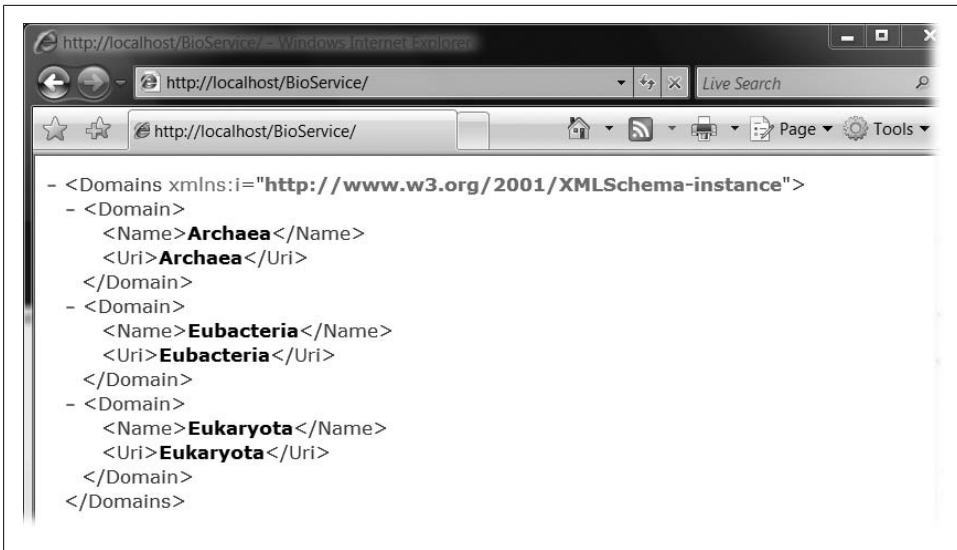 http://localhost/BioService/ - Windows Internet Explorer
http://localhost/BioService/
Live Search
http://localhost/BioService/
Page
Tools
- <Domains xmlns:i="http://www.w3.org/2001/XMLSchema-instance">
- <Domain>
<Name>Archaea</Name>
<Uri>Archaea</Uri>
</Domain>
- <Domain>
<Name>Eubacteria</Name>
<Uri>Eubacteria</Uri>
</Domain>
- <Domain>
<Name>Eukaryota</Name>
<Uri>Eukaryota</Uri>
</Domain>
</Domains>